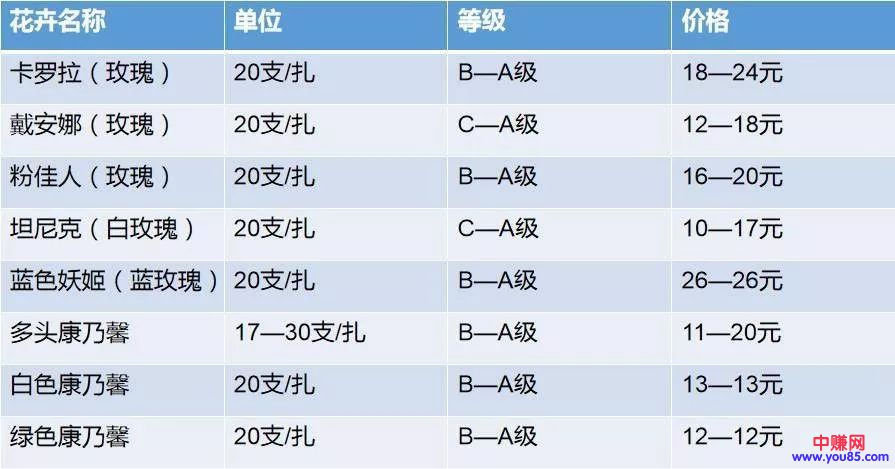 花卉名称 单位 等级 价格
卡罗拉（玫瑰） 20支/扎 B—A级 18—24元
戴安娜（玫瑰） 20支/扎 C—A级 12—18元
粉佳人（玫瑰） 20支/扎 B—A级 16—20元
坦尼克（白玫瑰） 20支/扎 C—A级 10—17元
蓝色妖姬（蓝玫瑰） 20支/扎 B—A级 26—26元
多头康乃馨 17—30支/扎 B—A级 11—20元
白色康乃馨 20支/扎 B—A级 13—13元
绿色康乃馨 20支/扎 B—A级 12—12元
中赚网
www.you85.com